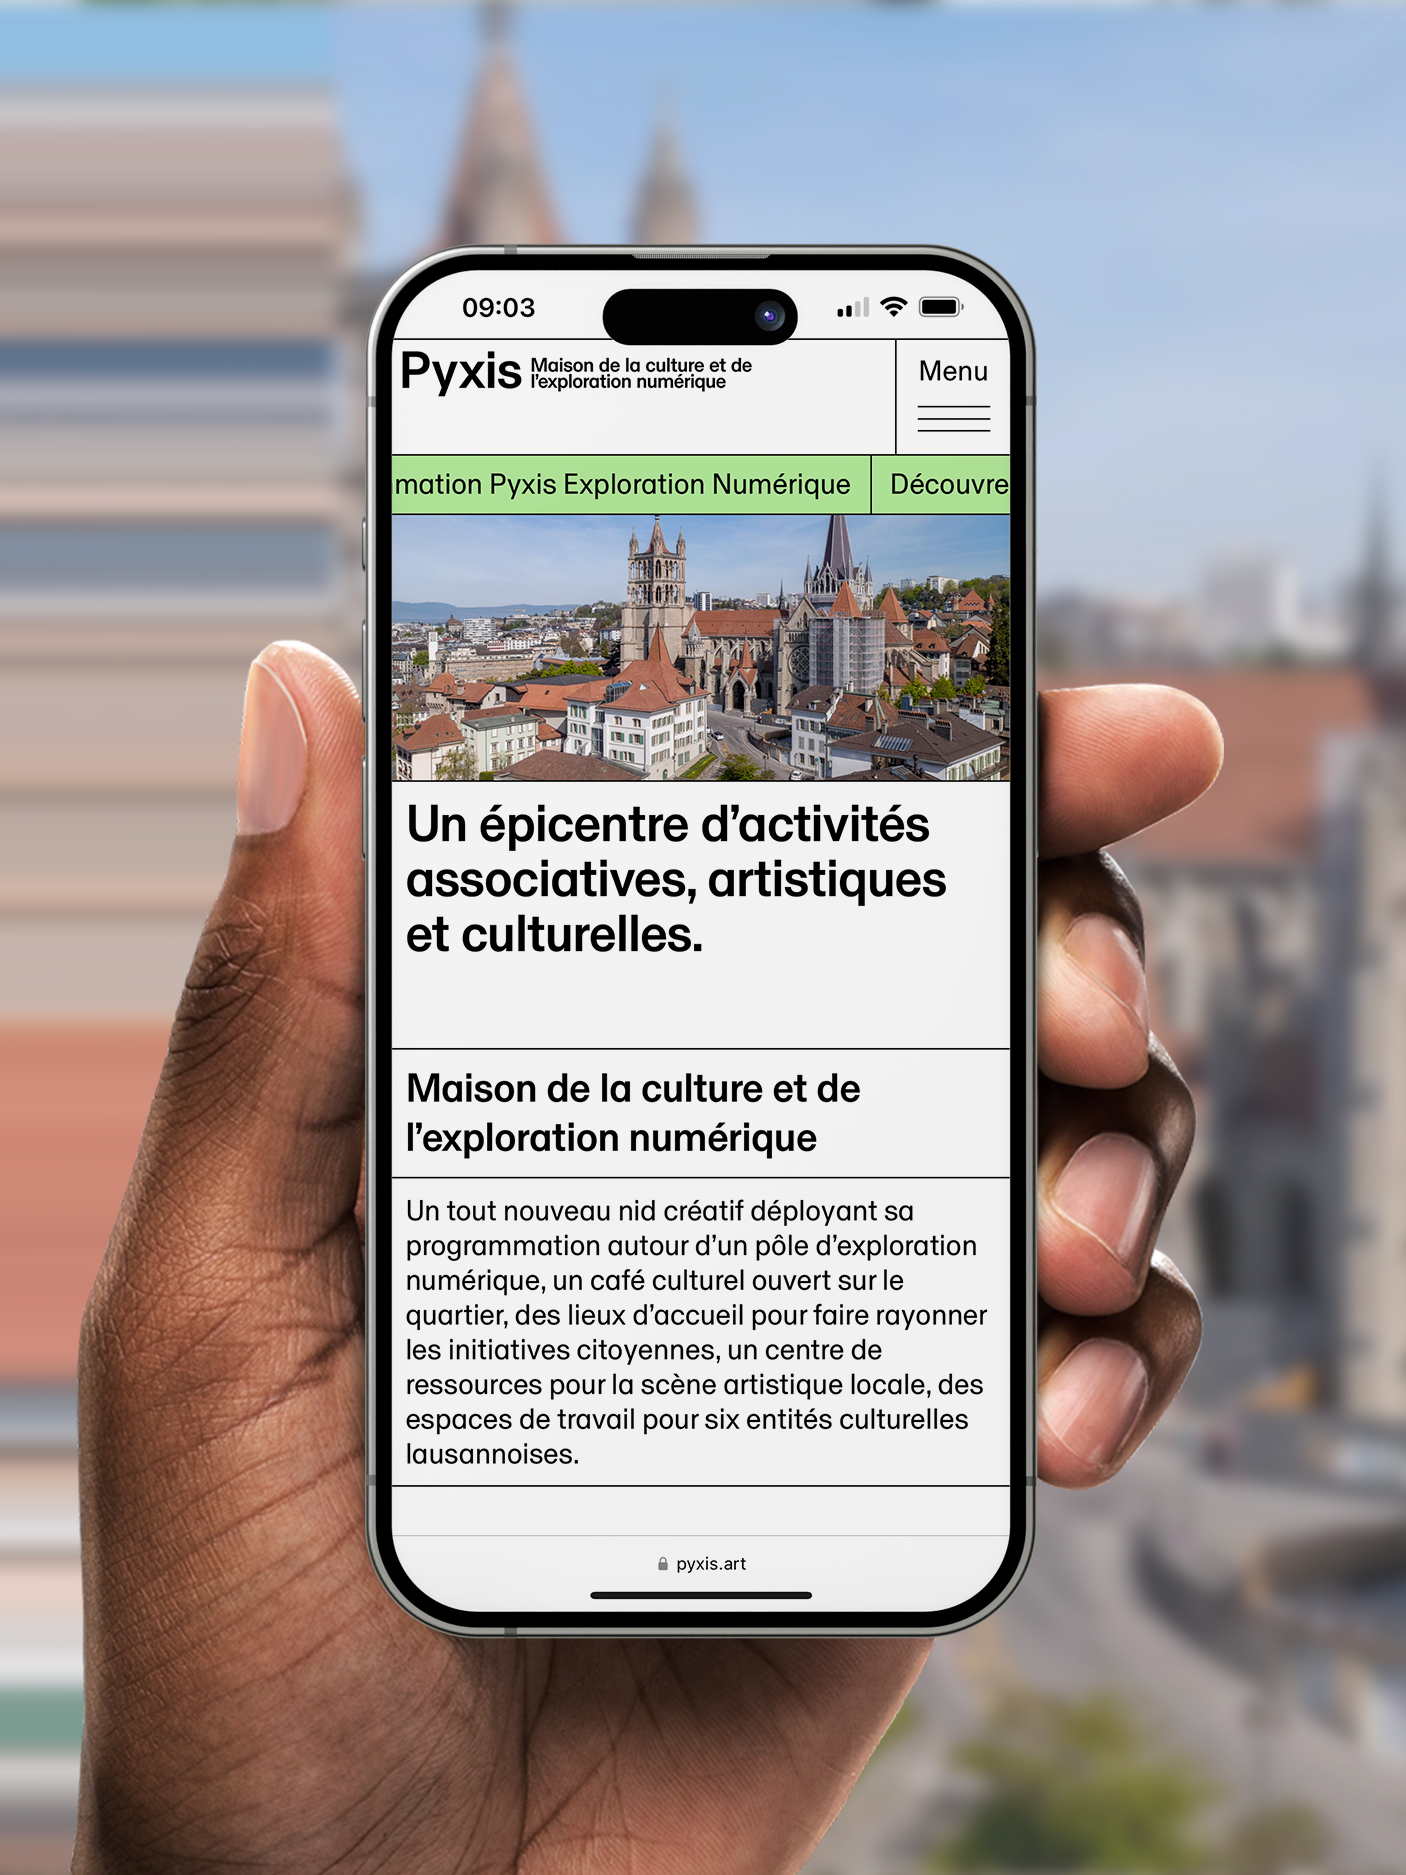 09:03
Pyxis
Maison de la culture et de
l’exploration numérique
Menu
mation Pyxis Exploration Numérique
Découvre
Un épicentre d’activités
associatives, artistiques
et culturelles.
Maison de la culture et de
l’exploration numérique
Un tout nouveau nid créatif déployant sa
programmation autour d’un pôle d’exploration
numérique, un café culturel ouvert sur le
quartier, des lieux d’accueil pour faire rayonner
les initiatives citoyennes, un centre de
ressources pour la scène artistique locale, des
espaces de travail pour six entités culturelles
lausannoises.
pyxis.art